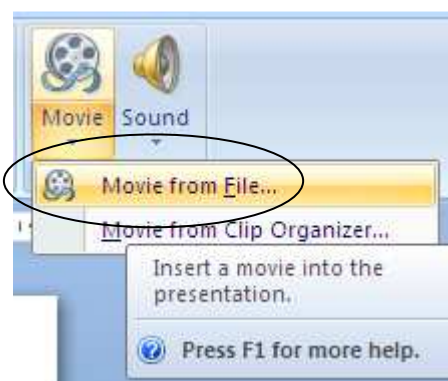 Movie Sound
Movie from File...
Movie from Clip Organizer...
Insert a movie into the
presentation.
Press F1 for more help.